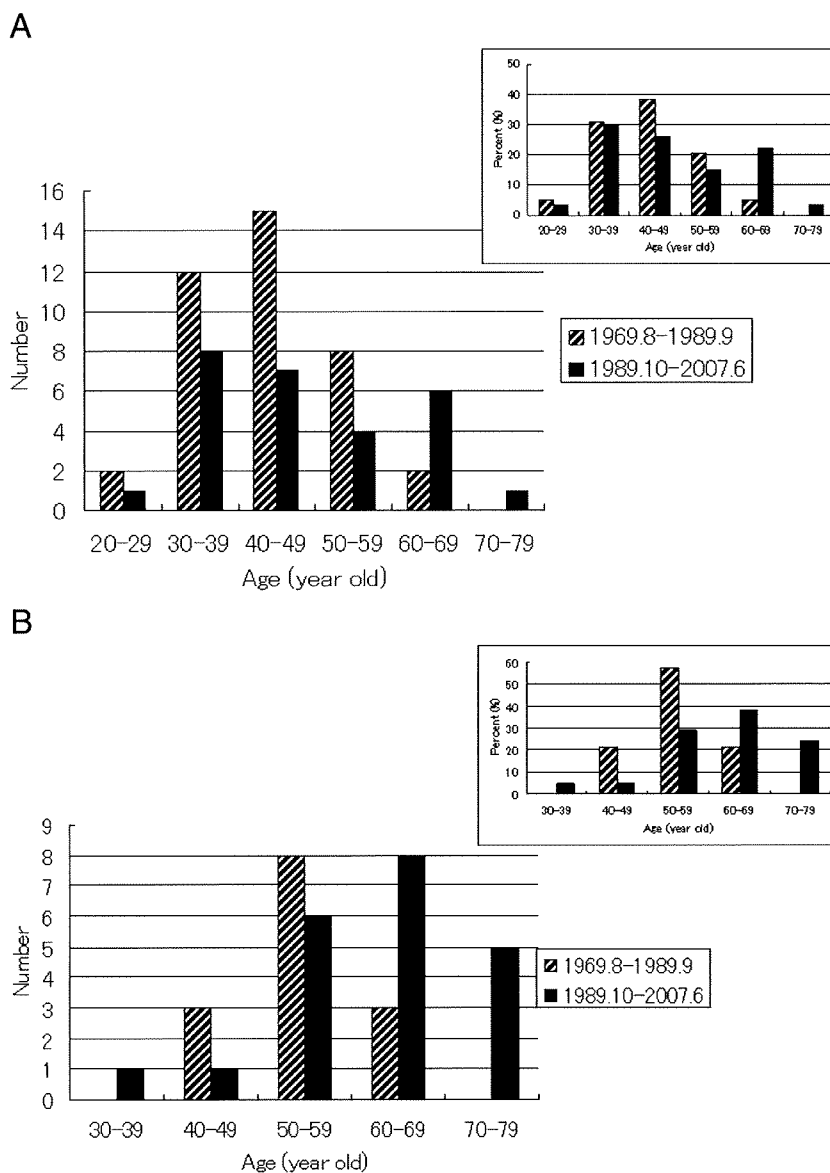 A
50
40
30
20
10
0
Percent (%)
20-29 30-39 40-49 50-59 60-69 70-79
Age (year old)
16
14
12
10
8
6
4
2
0
Number
20-29 30-39 40-49 50-59 60-69 70-79
Age (year old)
1969.8-1989.9
1989.10-2007.6
B
60
50
40
30
20
10
0
Percent (%)
30-39 40-49 50-59 60-69 70-79
Age (year old)
9
8
7
6
5
4
3
2
1
0
Number
30-39 40-49 50-59 60-69 70-79
Age (year old)
1969.8-1989.9
1989.10-2007.6